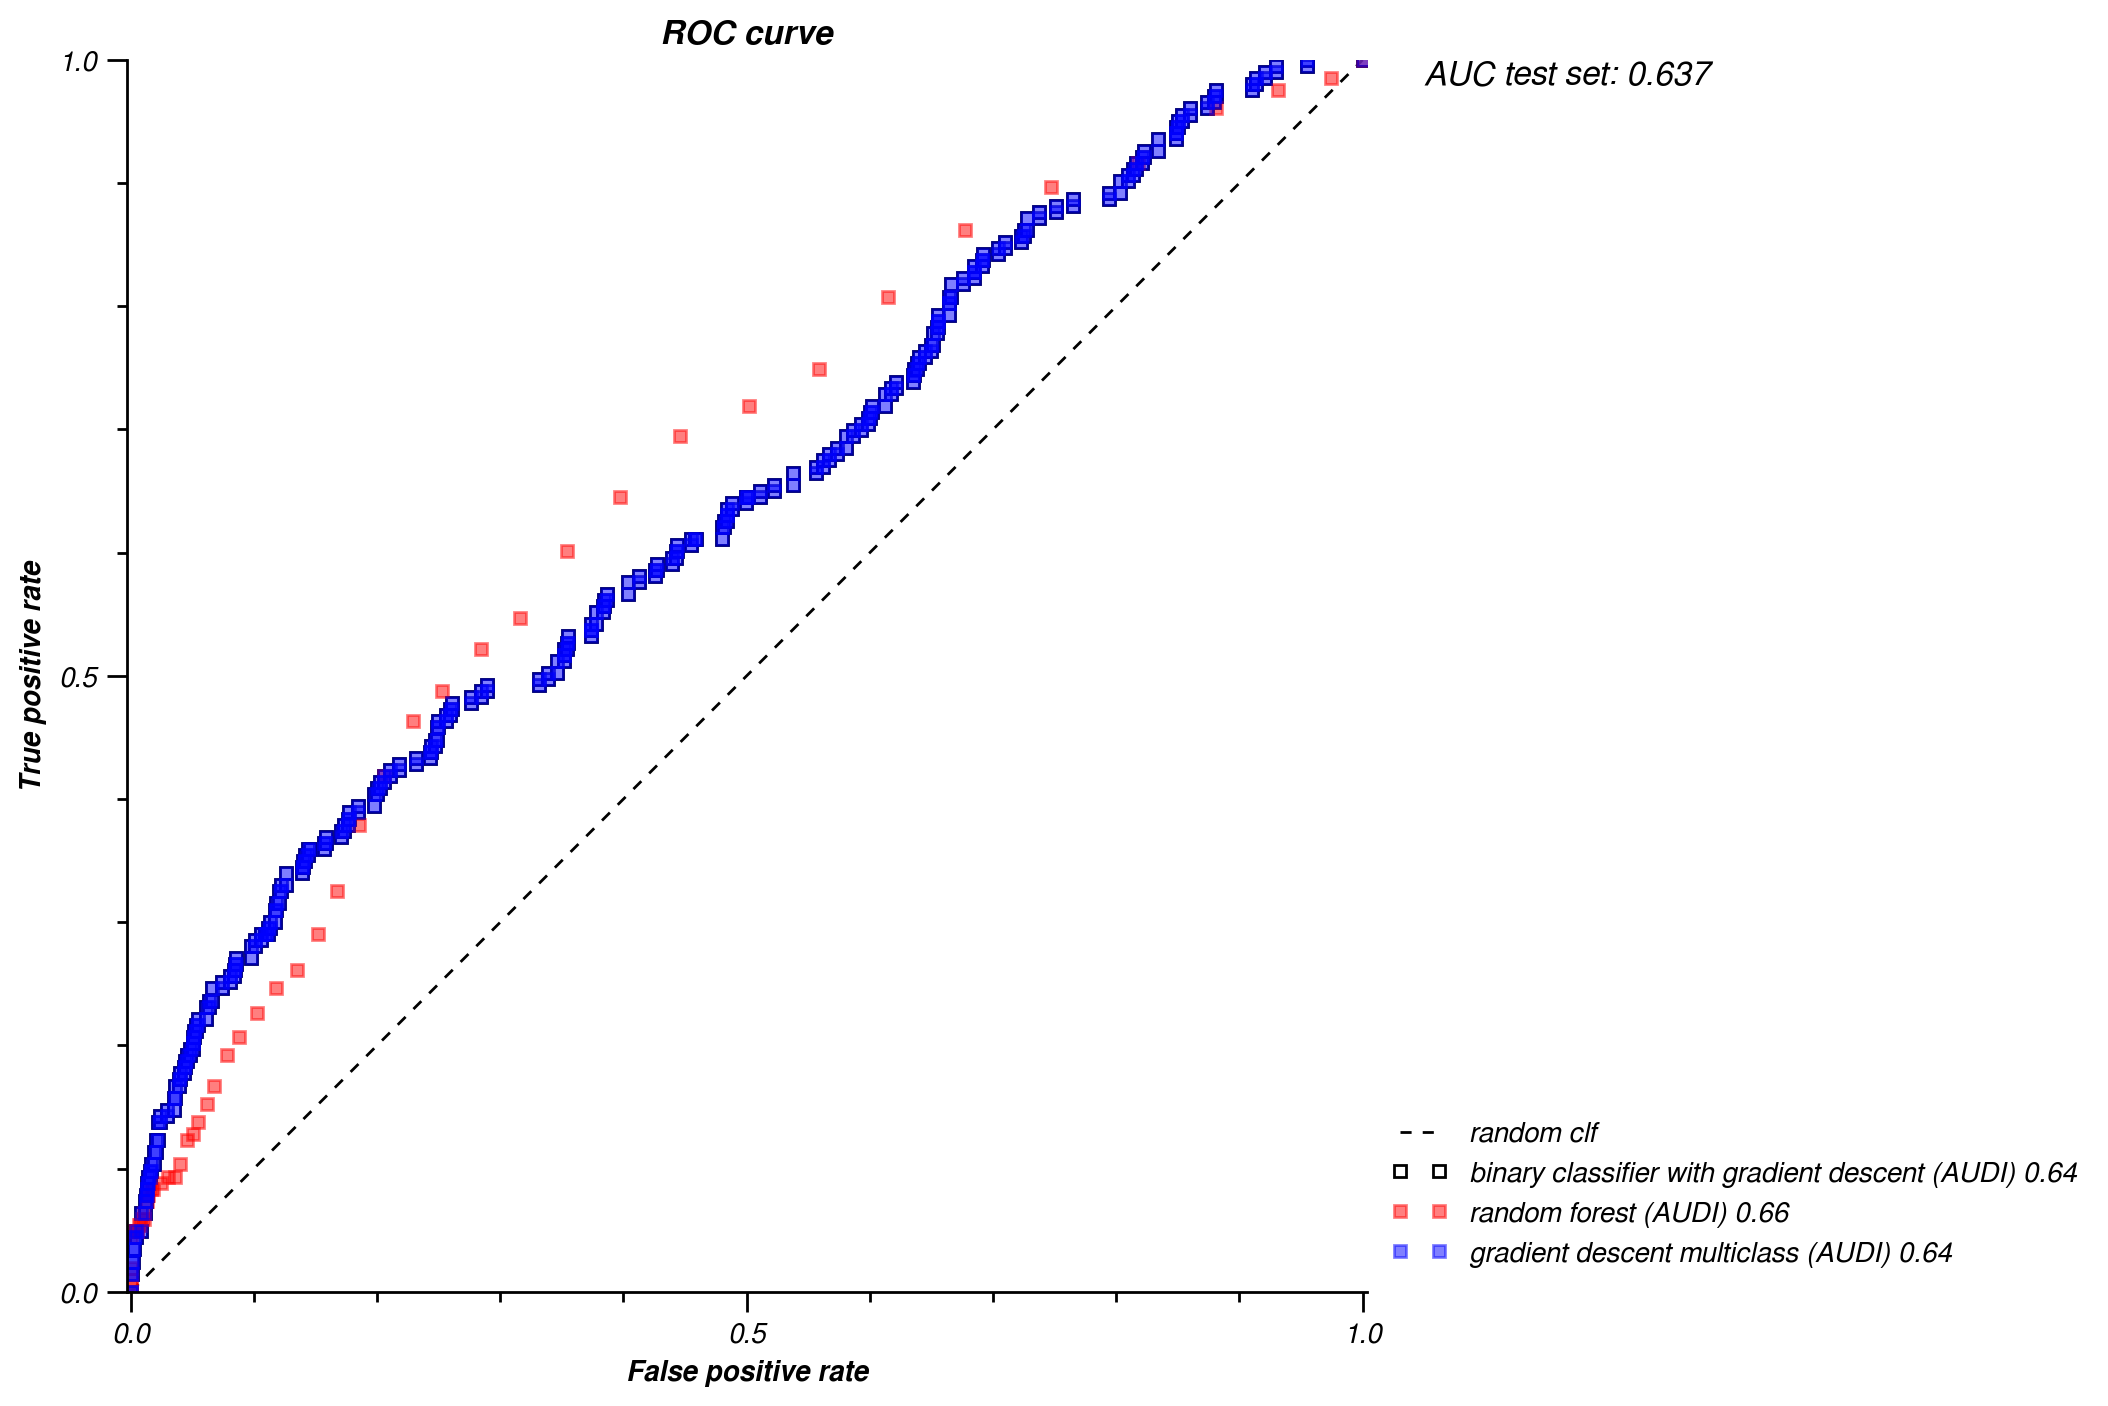 ROC curve
AUC test set: 0.637
1.0
0.5
0.0
True positive rate
0.0 0.5 1.0
False positive rate
random clf
binary classifier with gradient descent (AUDI) 0.64
random forest (AUDI) 0.66
gradient descent multiclass (AUDI) 0.64